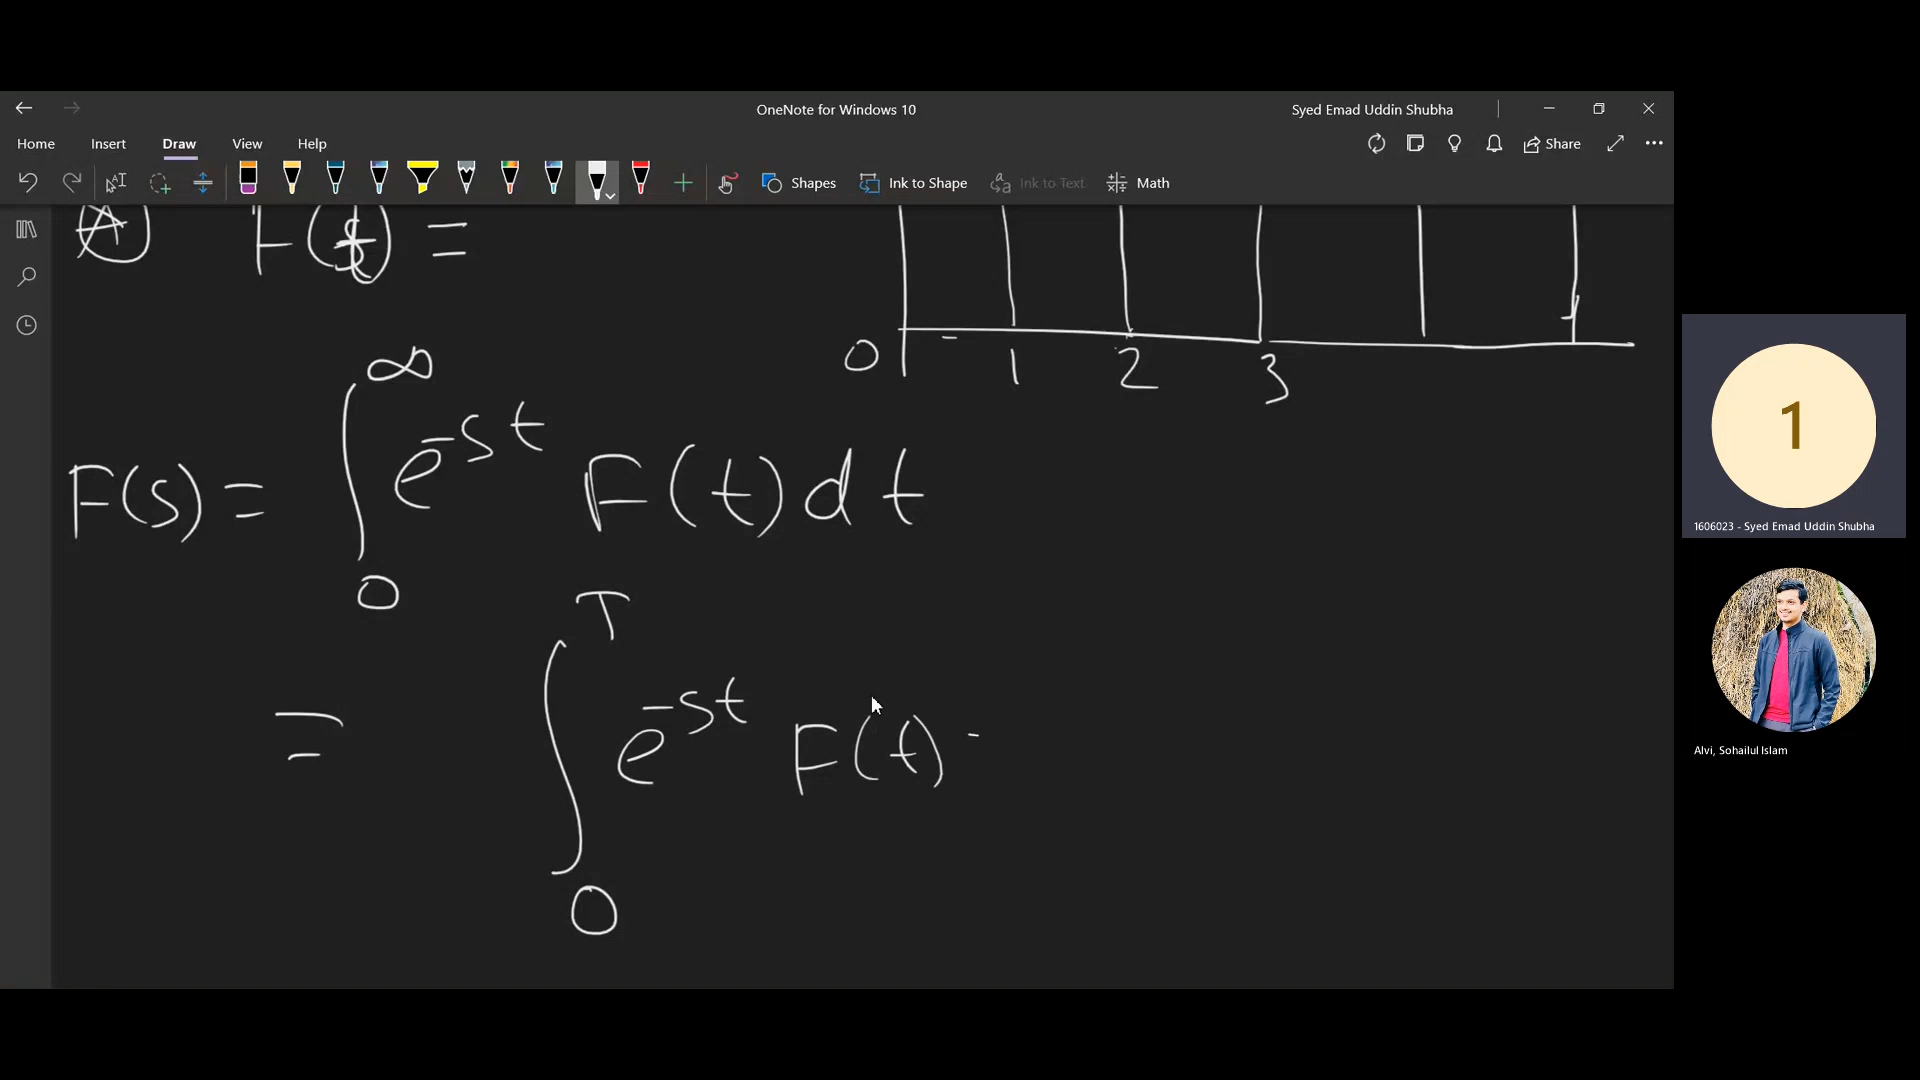 OneNote for Windows 10
Syed Emad Uddin Shubha
Home Insert Draw View Help
Share
Shapes Ink to Shape Ink to Text Math
A F(t) =
0 1 2 3
F(s) = ∫₀^∞ e^{-st} F(t) dt
= ∫₀^T e^{-st} F(t) -
1
1606023 - Syed Emad Uddin Shubha
Alvi, Sohailul Islam